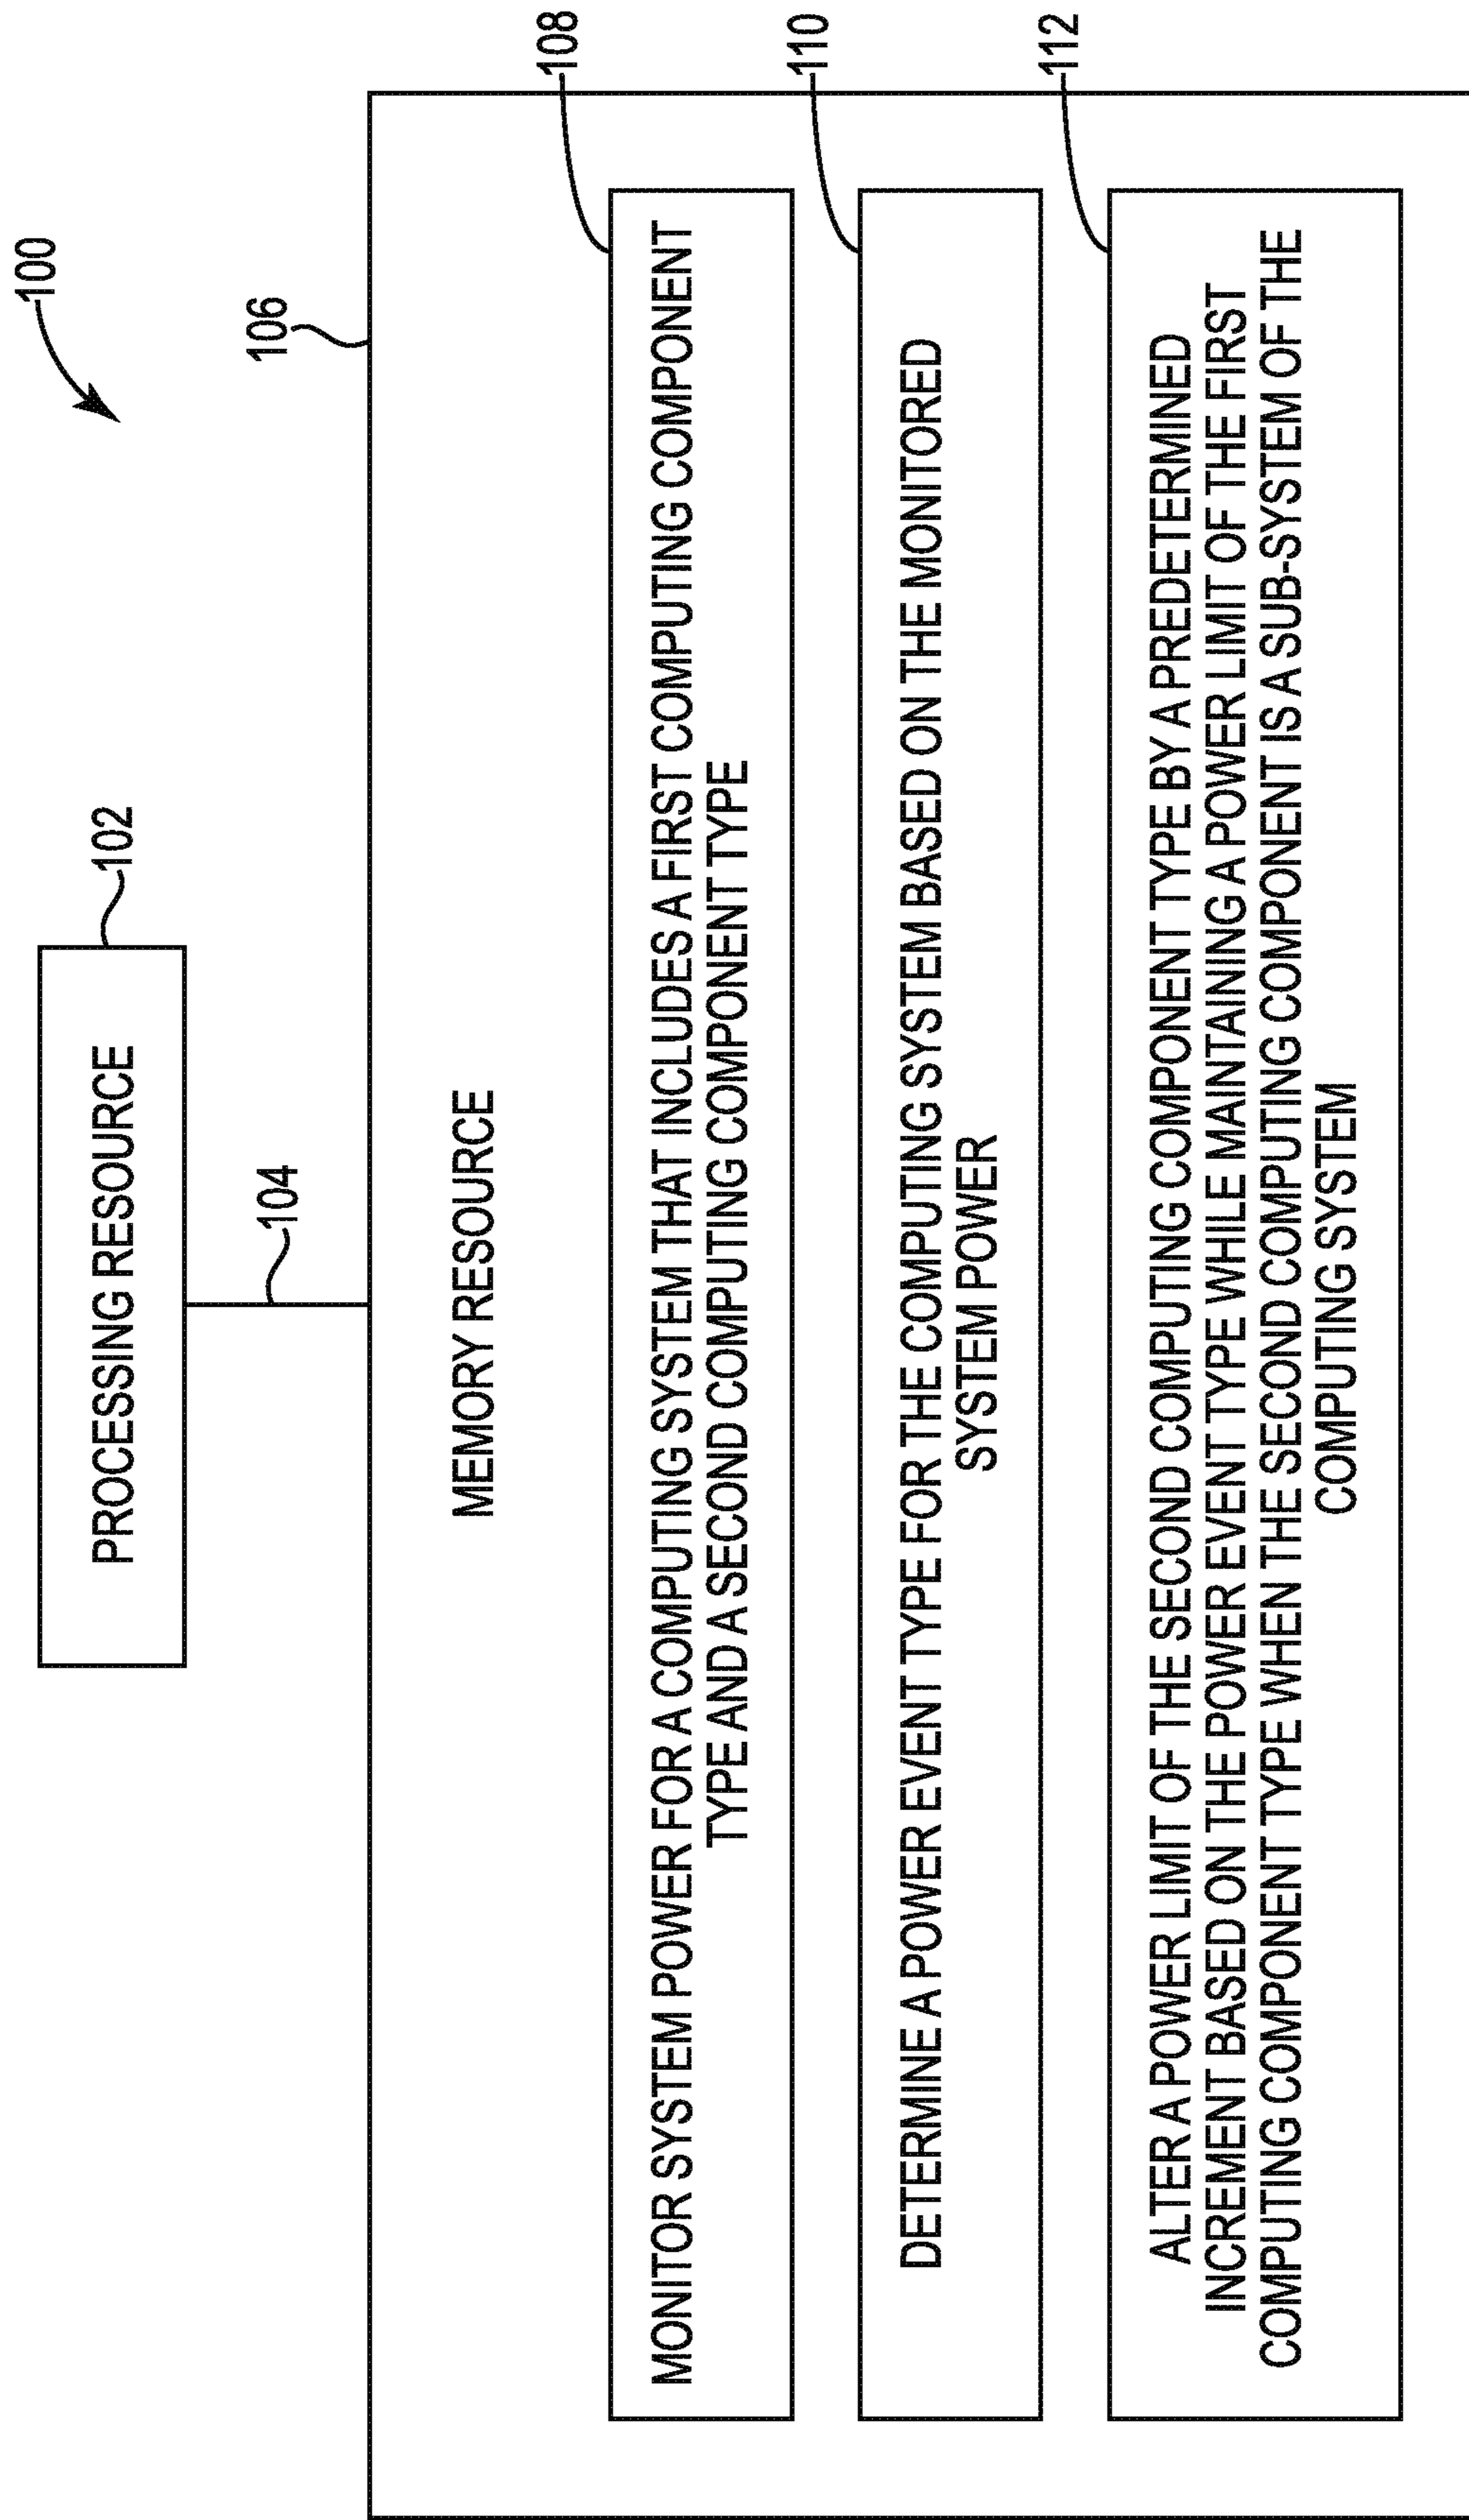 100
PROCESSING RESOURCE
102
104
106
MEMORY RESOURCE
108
MONITOR SYSTEM POWER FOR A COMPUTING SYSTEM THAT INCLUDES A FIRST COMPUTING COMPONENT
TYPE AND A SECOND COMPUTING COMPONENT TYPE
110
DETERMINE A POWER EVENT TYPE FOR THE COMPUTING SYSTEM BASED ON THE MONITORED
SYSTEM POWER
112
ALTER A POWER LIMIT OF THE SECOND COMPUTING COMPONENT TYPE BY A PREDETERMINED
INCREMENT BASED ON THE POWER EVENT TYPE WHILE MAINTAINING A POWER LIMIT OF THE FIRST
COMPUTING COMPONENT TYPE WHEN THE SECOND COMPUTING COMPONENT IS A SUB-SYSTEM OF THE
COMPUTING SYSTEM